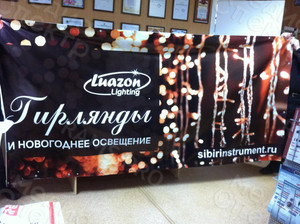 Luazon
Lighting
Гирлянды
И НОВОГОДНЕЕ ОСВЕЩЕНИЕ
sibirinstrument.ru